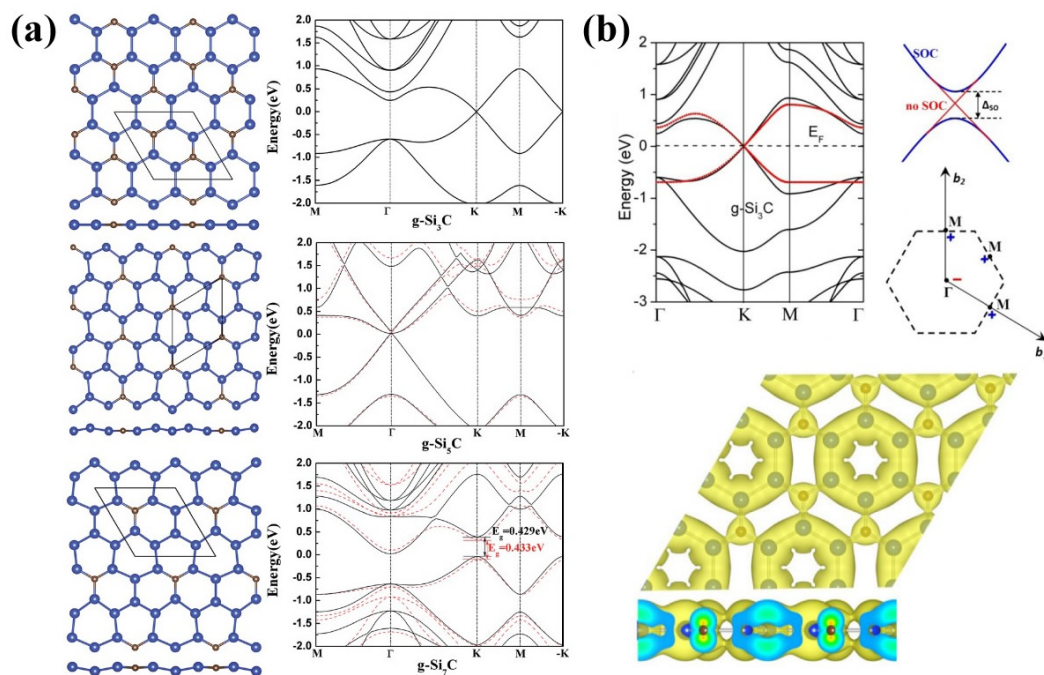 (a)
Energy(eV)
2.0
1.5
1.0
0.5
0.0
-0.5
-1.0
-1.5
-2.0
M Γ K M -K
g-Si3C
Energy(eV)
2.0
1.5
1.0
0.5
0.0
-0.5
-1.0
-1.5
-2.0
M Γ K M -K
g-Si5C
Energy(eV)
2.0
1.5
1.0
0.5
0.0
-0.5
-1.0
-1.5
-2.0
Eg=0.429eV
Eg=0.433eV
M Γ K M -K
g-Si7C
(b)
Energy (eV)
2
1
0
-1
-2
-3
EF
g-Si3C
Γ K M Γ
SOC
no SOC
ΔSO
b2
M
+
M
+
−
Γ
M
+
b